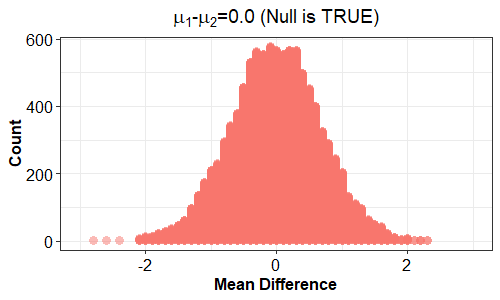 μ₁-μ₂=0.0 (Null is TRUE)
600
400
200
0
Count
-2 0 2
Mean Difference